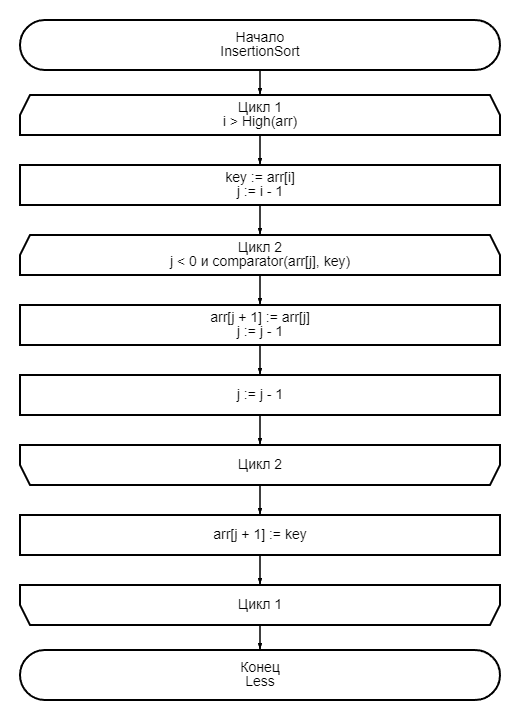 Начало
InsertionSort
Цикл 1
i > High(arr)
key := arr[i]
j := i - 1
Цикл 2
j < 0 и comparator(arr[j], key)
arr[j + 1] := arr[j]
j := j - 1
j := j - 1
Цикл 2
arr[j + 1] := key
Цикл 1
Конец
Less